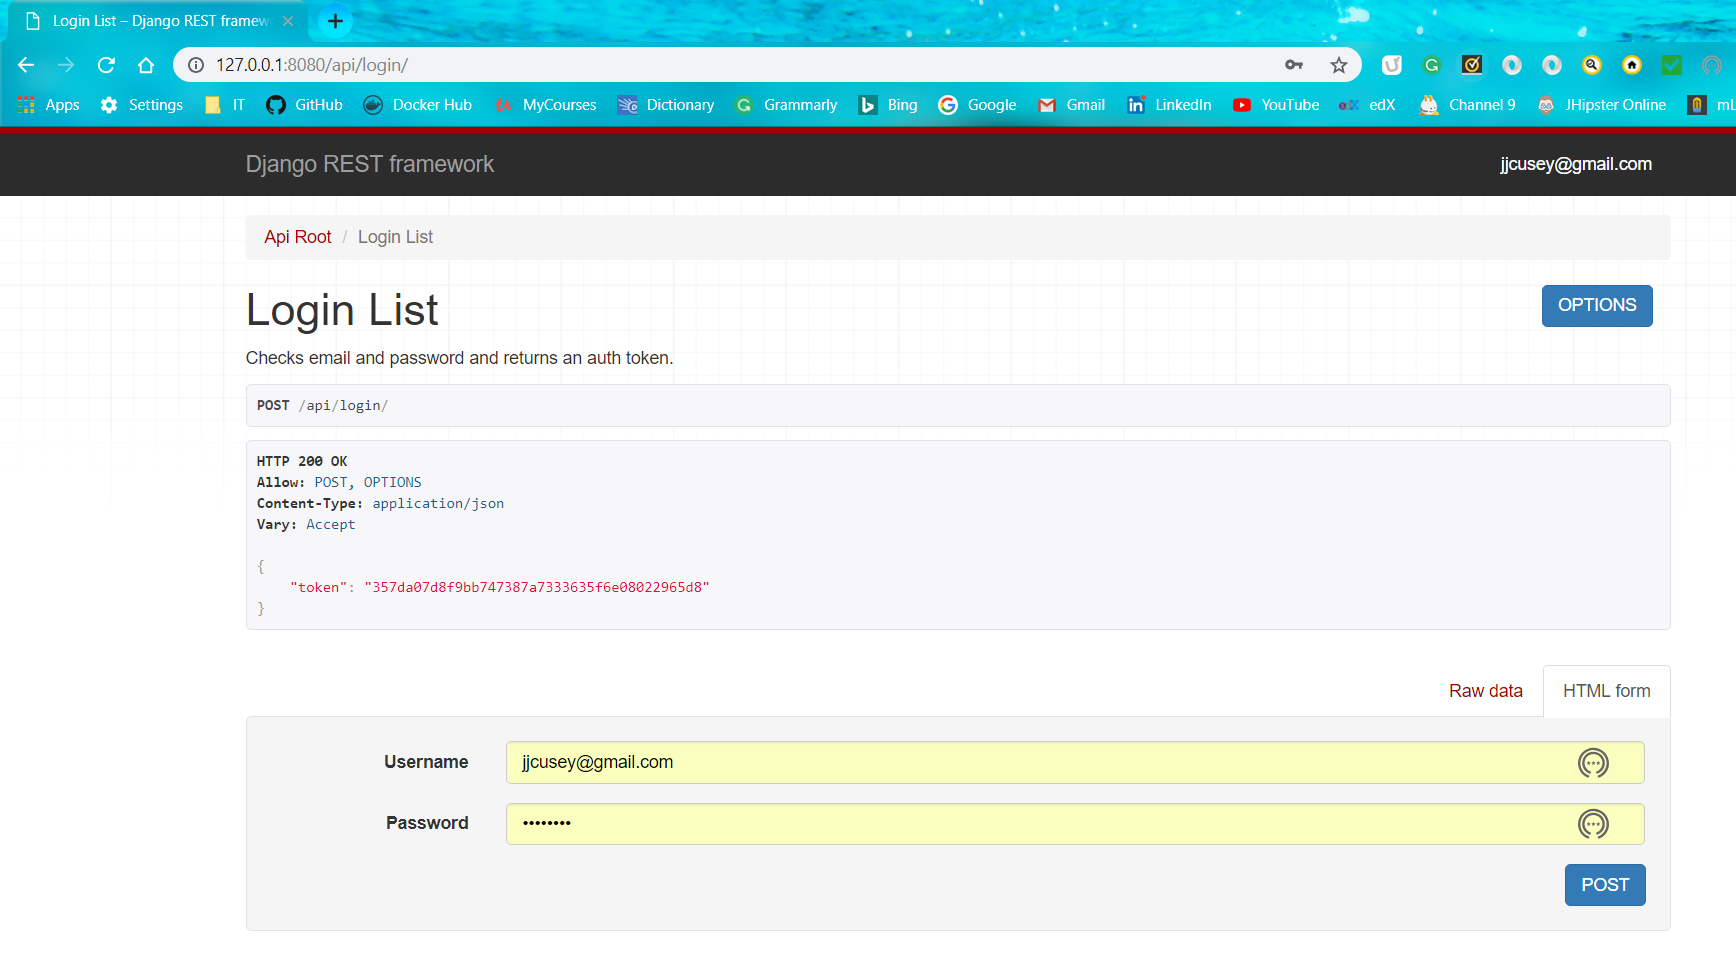 Login List – Django REST framew
127.0.0.1:8080/api/login/
Apps Settings IT GitHub Docker Hub MyCourses Dictionary Grammarly Bing Google Gmail LinkedIn YouTube edX Channel 9 JHipster Online mL
Django REST framework jjcusey@gmail.com
Api Root / Login List
Login List OPTIONS
Checks email and password and returns an auth token.
POST /api/login/
HTTP 200 OK
Allow: POST, OPTIONS
Content-Type: application/json
Vary: Accept
{
"token": "357da07d8f9bb747387a7333635f6e08022965d8"
}
Raw data HTML form
Username jjcusey@gmail.com
Password ••••••••
POST